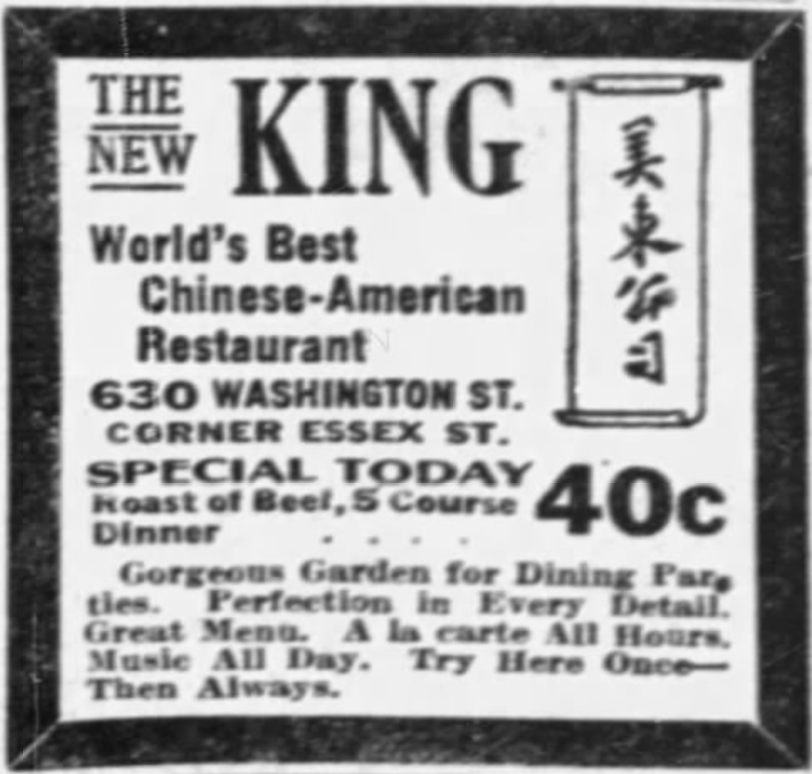 THE
NEW
KING
World's Best
Chinese-American
Restaurant
630 WASHINGTON ST.
CORNER ESSEX ST.
SPECIAL TODAY
Roast of Beef, 5 Course
Dinner . . . .
40c
Gorgeous Garden for Dining Par-
ties. Perfection in Every Detail.
Great Menu. A la carte All Hours.
Music All Day. Try Here Once—
Then Always.
美
東
公
司